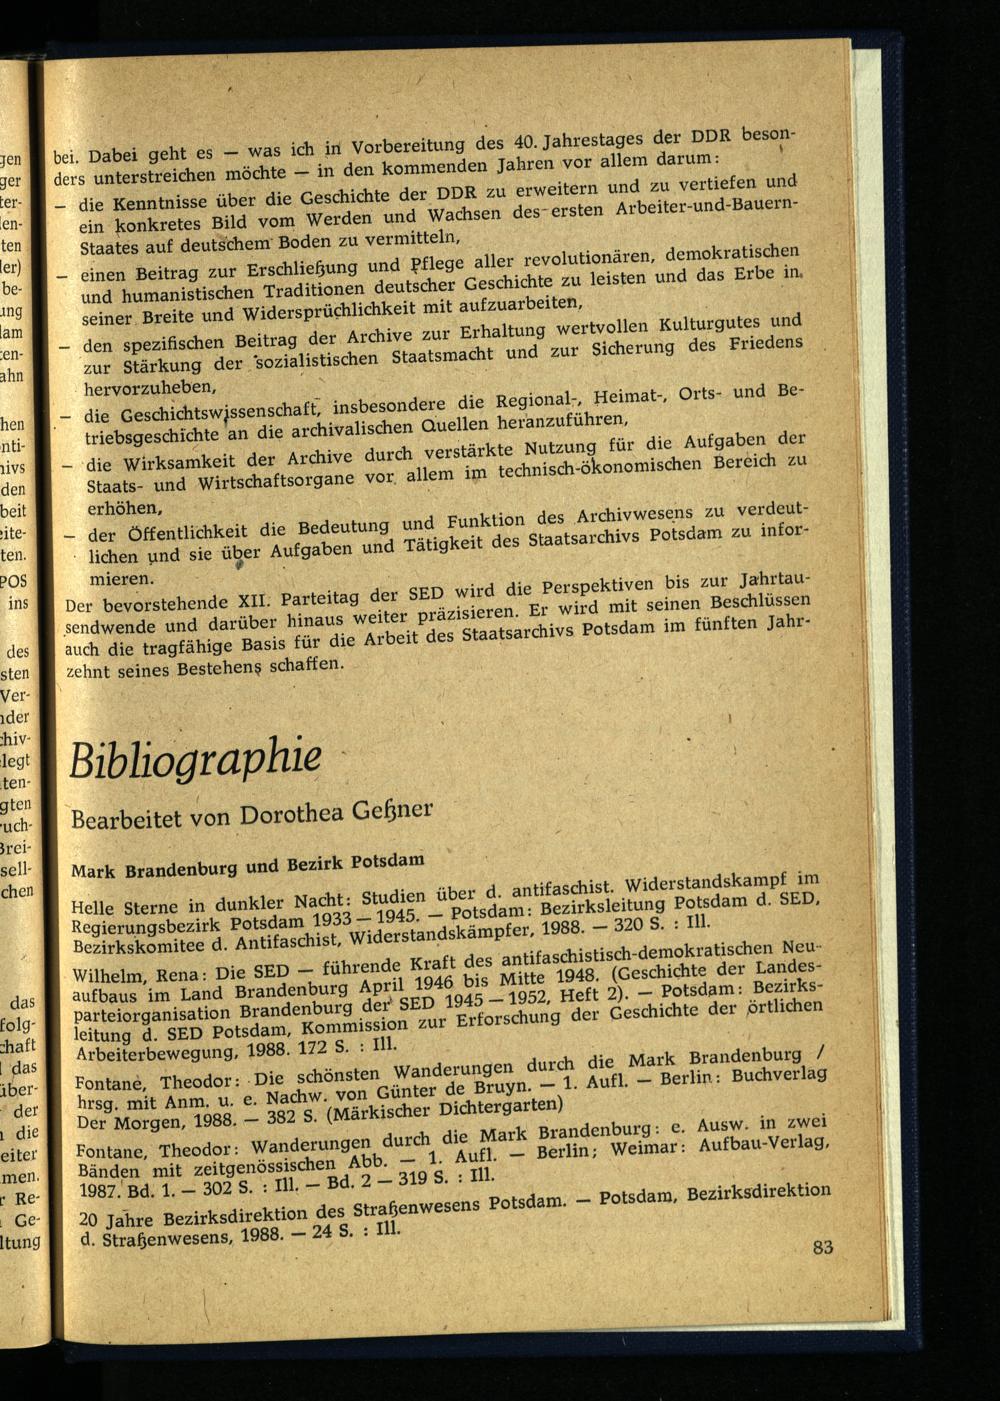 bei. Dabei geht es — was ich in Vorbereitung des 40. Jahrestages der DDR beson-
ders unterstreichen möchte — in den kommenden Jahren vor allem darum:
— die Kenntnisse über die Geschichte der DDR zu erweitern und zu vertiefen und
ein konkretes Bild vom Werden und Wachsen des ersten Arbeiter-und-Bauern-
Staates auf deutschem Boden zu vermitteln,
— einen Beitrag zur Erschließung und Pflege aller revolutionären, demokratischen
und humanistischen Traditionen deutscher Geschichte zu leisten und das Erbe in
seiner Breite und Widersprüchlichkeit mit aufzuarbeiten,
— den spezifischen Beitrag der Archive zur Erhaltung wertvollen Kulturgutes und
zur Stärkung der sozialistischen Staatsmacht und zur Sicherung des Friedens
hervorzuheben,
— die Geschichtswissenschaft, insbesondere die Regional-, Heimat-, Orts- und Be-
triebsgeschichte an die archivalischen Quellen heranzuführen,
— die Wirksamkeit der Archive durch verstärkte Nutzung für die Aufgaben der
Staats- und Wirtschaftsorgane vor allem im technisch-ökonomischen Bereich zu
erhöhen,
— der Öffentlichkeit die Bedeutung und Funktion des Archivwesens zu verdeut-
lichen und sie über Aufgaben und Tätigkeit des Staatsarchivs Potsdam zu infor-
mieren.
Der bevorstehende XII. Parteitag der SED wird die Perspektiven bis zur Jahrtau-
sendwende und darüber hinaus weiter präzisieren. Er wird mit seinen Beschlüssen
auch die tragfähige Basis für die Arbeit des Staatsarchivs Potsdam im fünften Jahr-
zehnt seines Bestehens schaffen.
Bibliographie
Bearbeitet von Dorothea Geßner
Mark Brandenburg und Bezirk Potsdam
Helle Sterne in dunkler Nacht: Studien über d. antifaschist. Widerstandskampf im
Regierungsbezirk Potsdam 1933 — 1945. — Potsdam: Bezirksleitung Potsdam d. SED,
Bezirkskomitee d. Antifaschist, Widerstandskämpfer, 1988. — 320 S. : Ill.
Wilhelm, Rena: Die SED — führende Kraft des antifaschistisch-demokratischen Neu-
aufbaus im Land Brandenburg April 1946 bis Mitte 1948. (Geschichte der Landes-
parteiorganisation Brandenburg der SED 1945 — 1952, Heft 2). — Potsdam: Bezirks-
leitung d. SED Potsdam, Kommission zur Erforschung der Geschichte der örtlichen
Arbeiterbewegung, 1988. 172 S. : Ill.
Fontane, Theodor: Die schönsten Wanderungen durch die Mark Brandenburg /
hrsg. mit Anm. u. e. Nachw. von Günter de Bruyn. — 1. Aufl. — Berlin: Buchverlag
Der Morgen, 1988. — 382 S. (Märkischer Dichtergarten)
Fontane, Theodor: Wanderungen durch die Mark Brandenburg: e. Ausw. in zwei
Bänden mit zeitgenössischen Abb. — 1. Aufl. — Berlin; Weimar: Aufbau-Verlag,
1987. Bd. 1. — 302 S. : Ill. — Bd. 2 — 319 S. : Ill.
20 Jahre Bezirksdirektion des Straßenwesens Potsdam. — Potsdam, Bezirksdirektion
d. Straßenwesens, 1988. — 24 S. : Ill.
83